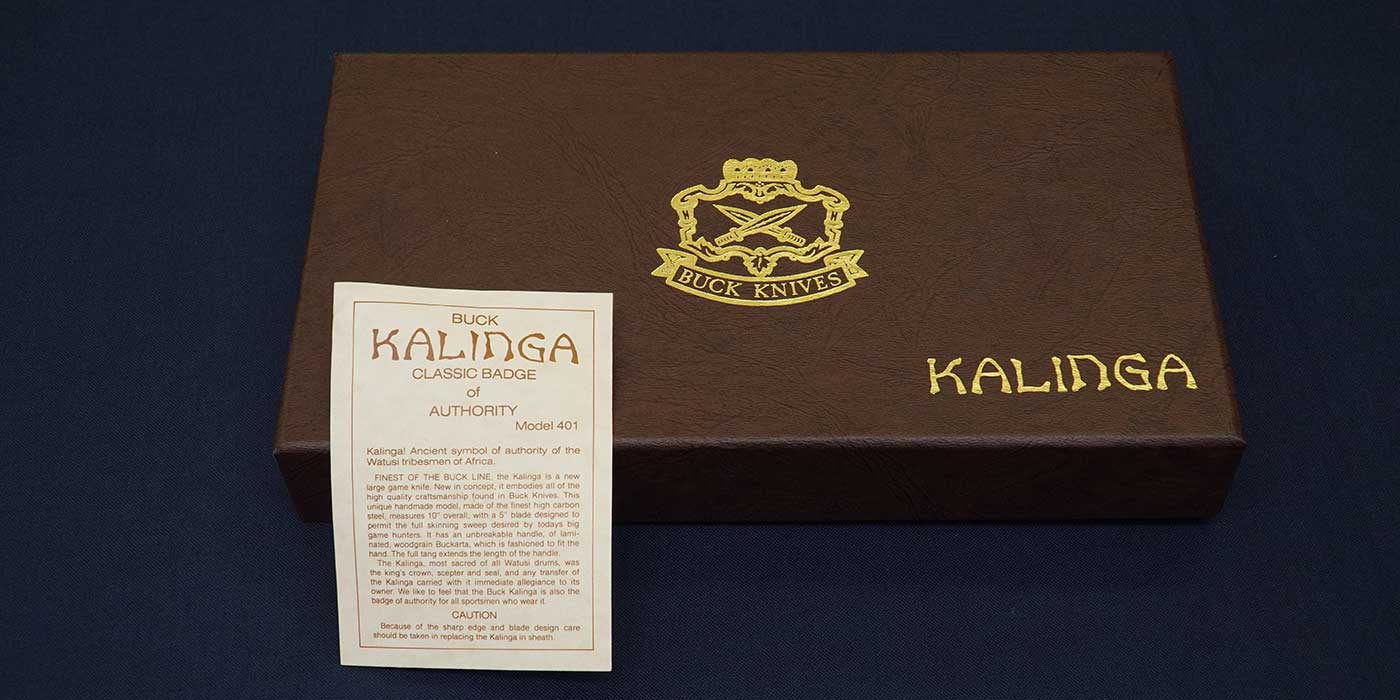 BUCK KNIVES
KALINGA
BUCK
KALINGA
CLASSIC BADGE
of
AUTHORITY
Model 401
Kalinga! Ancient symbol of authority of the
Watusi tribesmen of Africa.
FINEST OF THE BUCK LINE, the Kalinga is a new
large game knife. New in concept, it embodies all of the
high quality craftsmanship found in Buck Knives. This
unique handmade model, made of the finest high carbon
steel, measures 10" overall, with a 5" blade designed to
permit the full skinning sweep desired by todays big
game hunters. It has an unbreakable handle, of lami-
nated, woodgrain Buckarta, which is fashioned to fit the
hand. The full tang extends the length of the handle.
The Kalinga, most sacred of all Watusi drums, was
the king's crown, scepter and seal, and any transfer of
the Kalinga carried with it immediate allegiance to its
owner. We like to feel that the Buck Kalinga is also the
badge of authority for all sportsmen who wear it.
CAUTION
Because of the sharp edge and blade design care
should be taken in replacing the Kalinga in sheath.